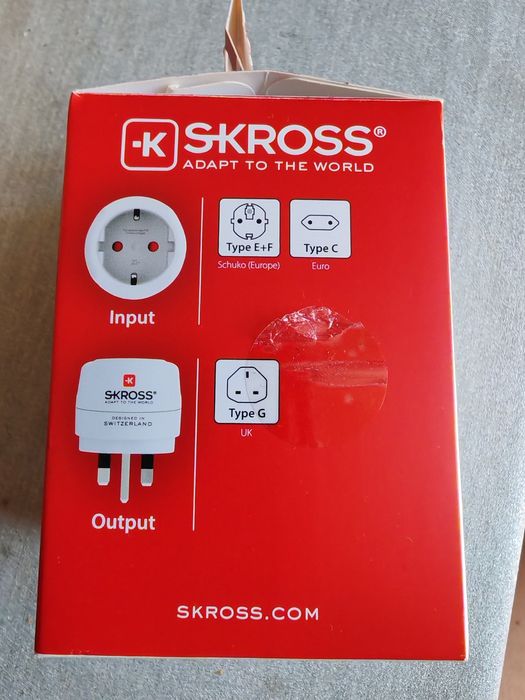 -K SKROSS®
ADAPT TO THE WORLD
Type E+F
Type C
Schuko (Europe)
Euro
Input
SKROSS®
ADAPT TO THE WORLD
DESIGNED IN
SWITZERLAND
Type G
UK
Output
SKROSS.COM